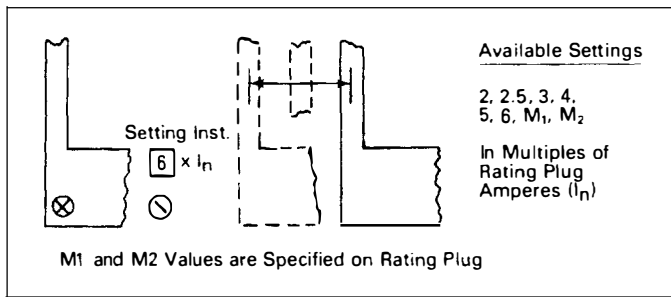 Available Settings
2, 2.5, 3, 4,
5, 6, M₁, M₂
In Multiples of
Rating Plug
Amperes (Iₙ)
Setting Inst.
6 × Iₙ
M1 and M2 Values are Specified on Rating Plug